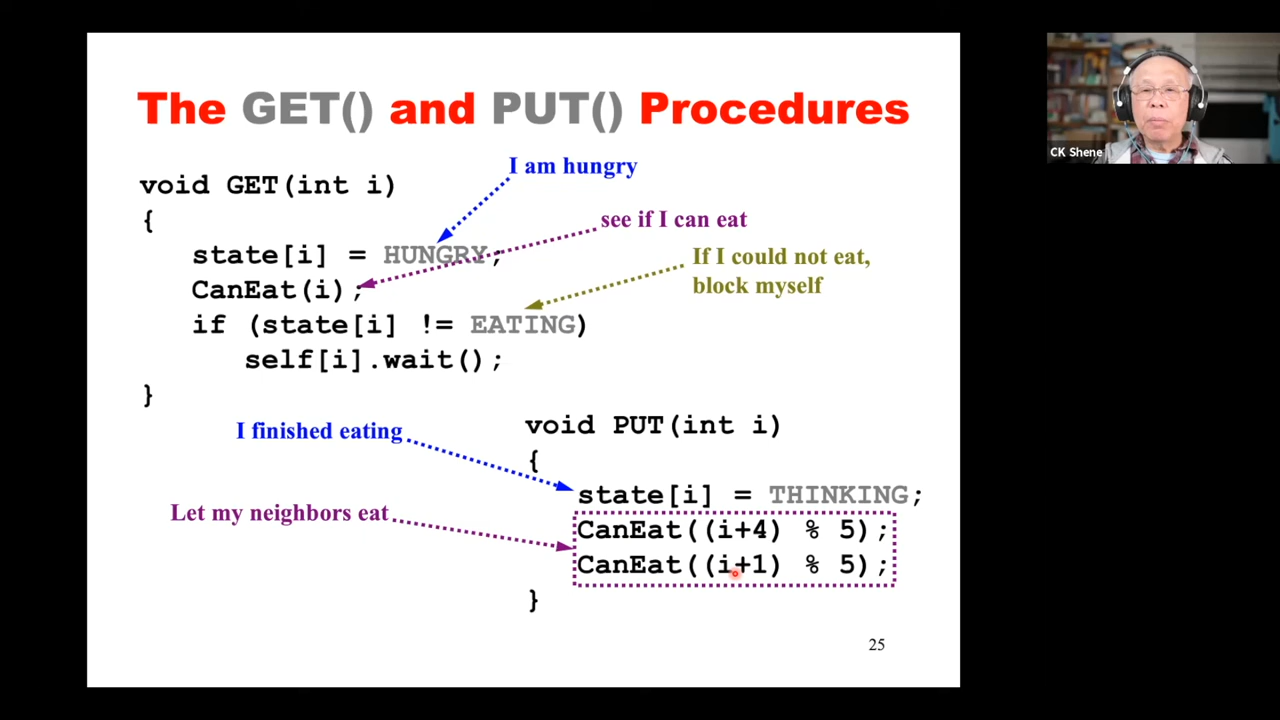 The GET() and PUT() Procedures
CK Shene
I am hungry
void GET(int i)
{
see if I can eat
state[i] = HUNGRY;
If I could not eat,
block myself
CanEat(i);
if (state[i] != EATING)
self[i].wait();
}
I finished eating
void PUT(int i)
{
state[i] = THINKING;
Let my neighbors eat
CanEat((i+4) % 5);
CanEat((i+1) % 5);
}
25